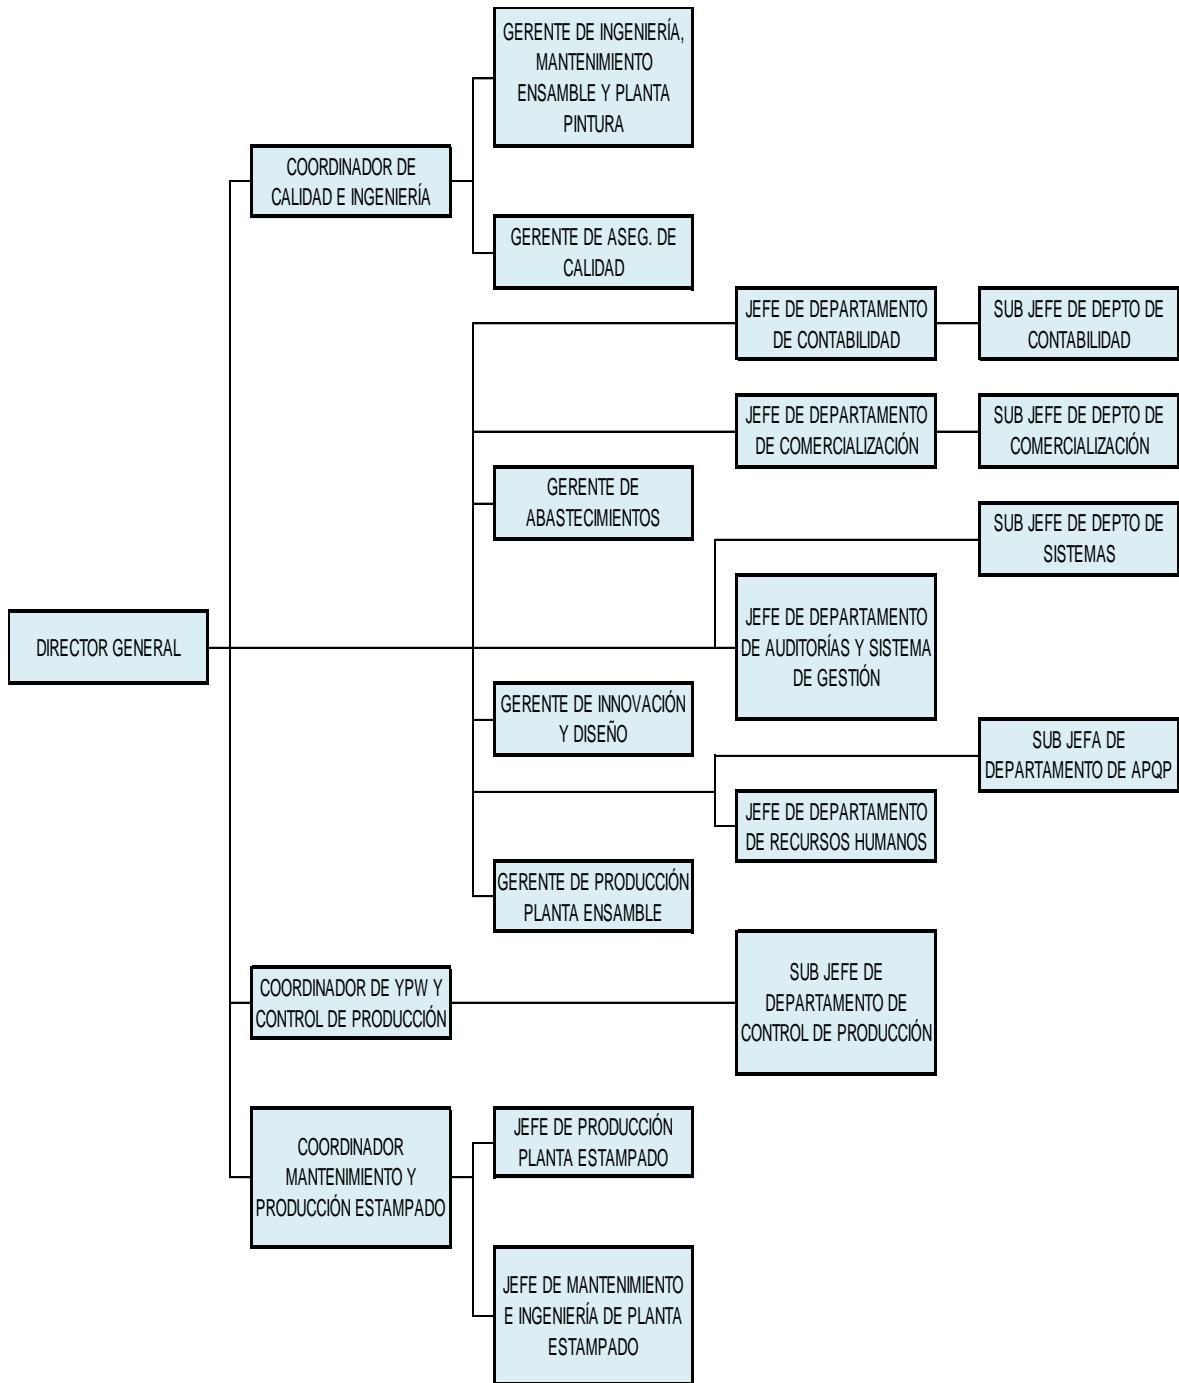 GERENTE DE INGENIERÍA,
MANTENIMIENTO
ENSAMBLE Y PLANTA
PINTURA
COORDINADOR DE
CALIDAD E INGENIERÍA
GERENTE DE ASEG. DE
CALIDAD
JEFE DE DEPARTAMENTO
DE CONTABILIDAD
SUB JEFE DE DEPTO DE
CONTABILIDAD
JEFE DE DEPARTAMENTO
DE COMERCIALIZACIÓN
SUB JEFE DE DEPTO DE
COMERCIALIZACIÓN
GERENTE DE
ABASTECIMIENTOS
SUB JEFE DE DEPTO DE
SISTEMAS
DIRECTOR GENERAL
JEFE DE DEPARTAMENTO
DE AUDITORÍAS Y SISTEMA
DE GESTIÓN
GERENTE DE INNOVACIÓN
Y DISEÑO
SUB JEFA DE
DEPARTAMENTO DE APQP
JEFE DE DEPARTAMENTO
DE RECURSOS HUMANOS
GERENTE DE PRODUCCIÓN
PLANTA ENSAMBLE
COORDINADOR DE YPW Y
CONTROL DE PRODUCCIÓN
SUB JEFE DE
DEPARTAMENTO DE
CONTROL DE PRODUCCIÓN
COORDINADOR
MANTENIMIENTO Y
PRODUCCIÓN ESTAMPADO
JEFE DE PRODUCCIÓN
PLANTA ESTAMPADO
JEFE DE MANTENIMIENTO
E INGENIERÍA DE PLANTA
ESTAMPADO